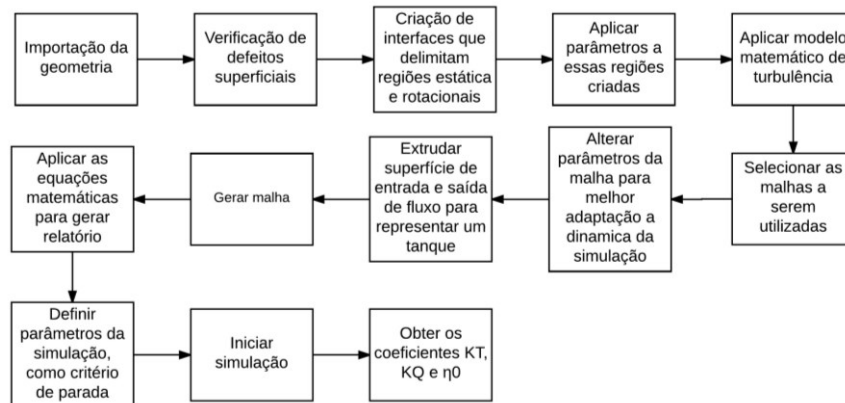 Importação da
geometria
Verificação de
defeitos
superficiais
Criação de
interfaces que
delimitam
regiões estática
e rotacionais
Aplicar
parâmetros a
essas regiões
criadas
Aplicar modelo
matemático de
turbulência
Selecionar as
malhas a
serem
utilizadas
Alterar
parâmetros da
malha para
melhor
adaptação a
dinamica da
simulação
Extrudar
superfície de
entrada e saída
de fluxo para
representar um
tanque
Gerar malha
Aplicar as
equações
matemáticas
para gerar
relatório
Definir
parâmetros da
simulação,
como critério
de parada
Iniciar
simulação
Obter os
coeficientes KT,
KQ e η0